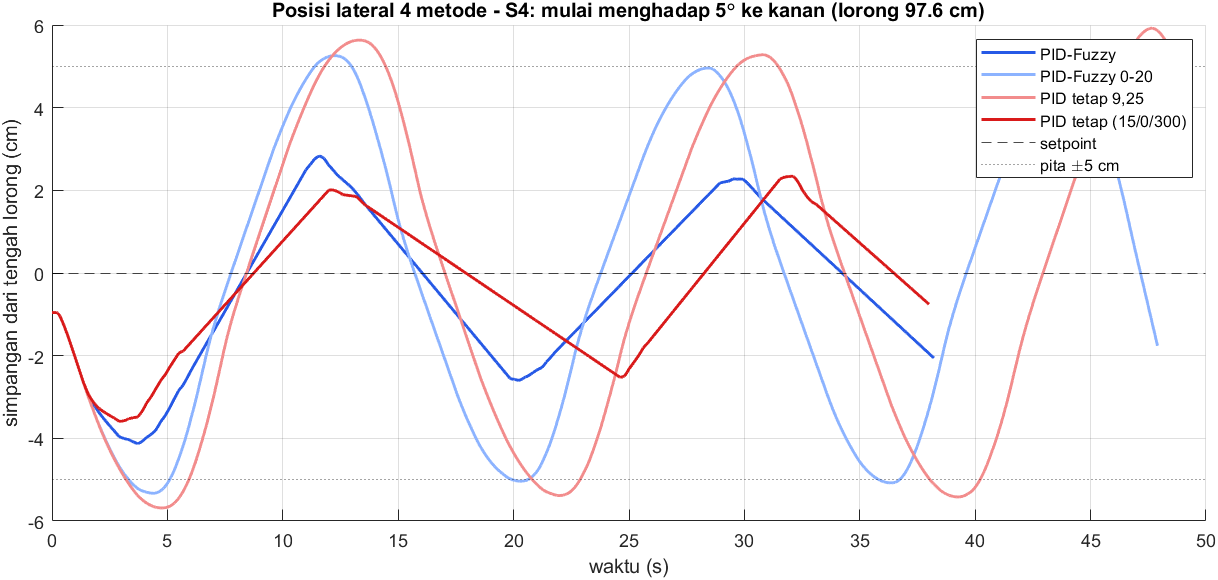 Posisi lateral 4 metode - S4: mulai menghadap 5° ke kanan (lorong 97.6 cm)
simpangan dari tengah lorong (cm)
6
4
2
0
-2
-4
-6
PID-Fuzzy
PID-Fuzzy 0-20
PID tetap 9,25
PID tetap (15/0/300)
setpoint
pita ±5 cm
0 5 10 15 20 25 30 35 40 45 50
waktu (s)